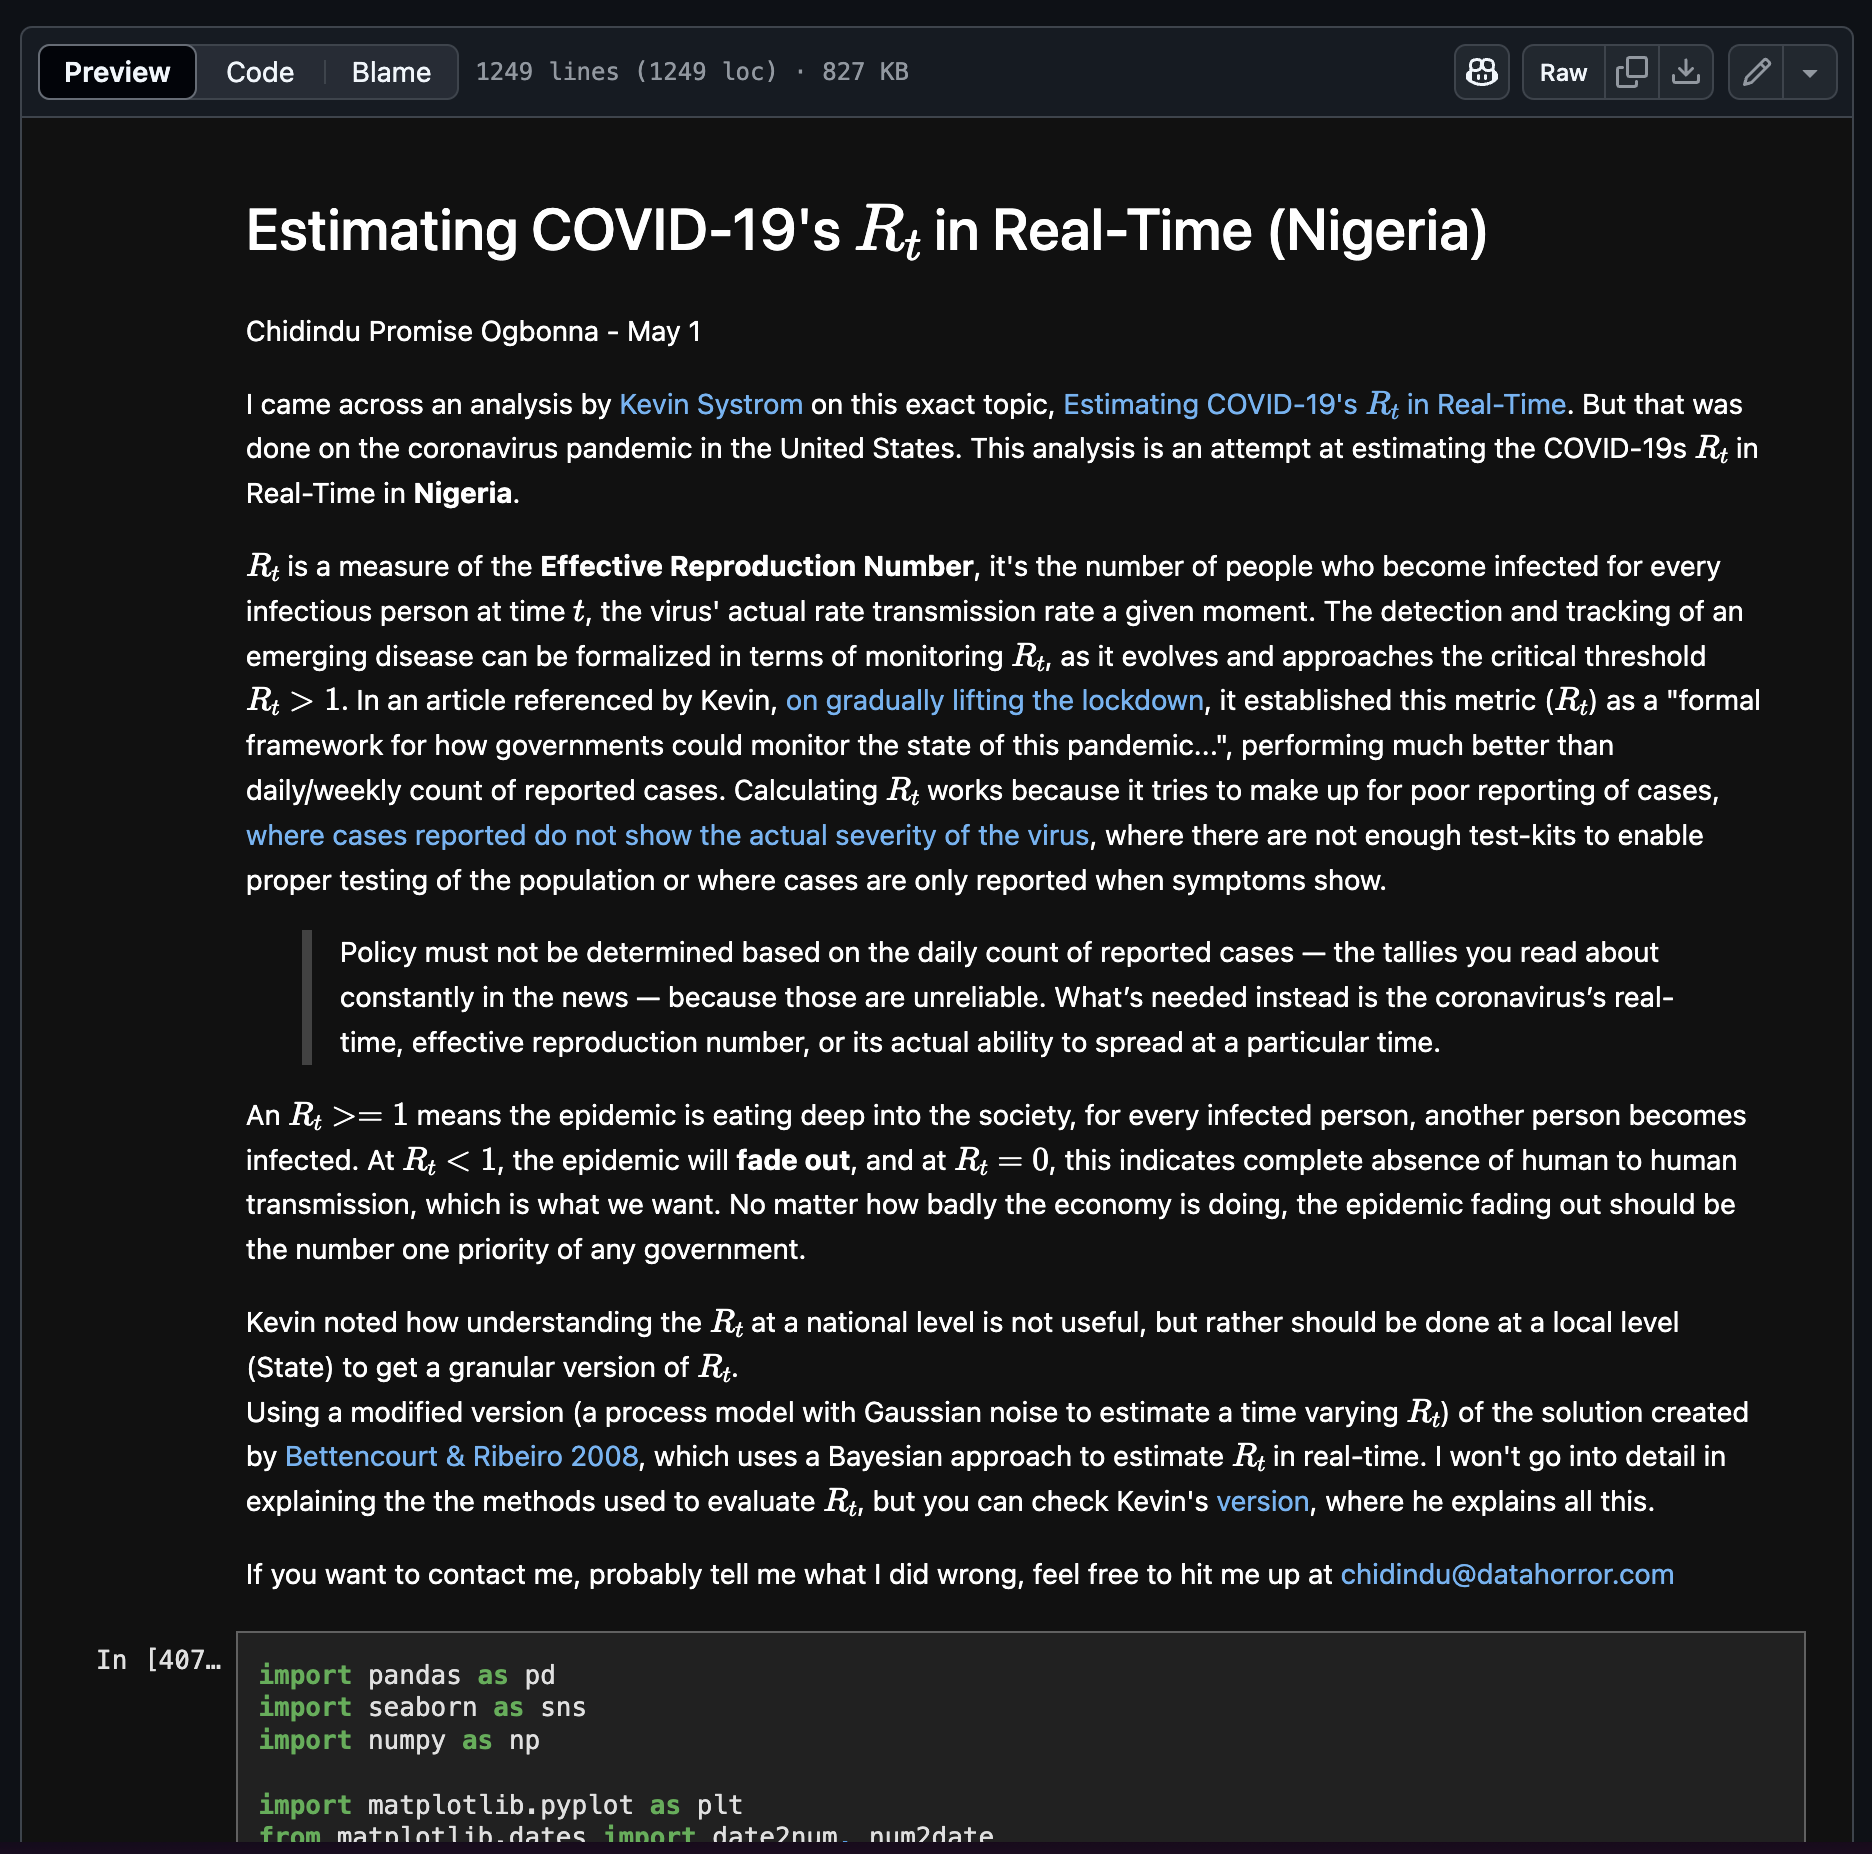 Preview Code Blame 1249 lines (1249 loc) · 827 KB Raw
Estimating COVID-19's Rt in Real-Time (Nigeria)
Chidindu Promise Ogbonna - May 1
I came across an analysis by Kevin Systrom on this exact topic, Estimating COVID-19's Rt in Real-Time. But that was
done on the coronavirus pandemic in the United States. This analysis is an attempt at estimating the COVID-19s Rt in
Real-Time in Nigeria.
Rt is a measure of the Effective Reproduction Number, it's the number of people who become infected for every
infectious person at time t, the virus' actual rate transmission rate a given moment. The detection and tracking of an
emerging disease can be formalized in terms of monitoring Rt, as it evolves and approaches the critical threshold
Rt > 1. In an article referenced by Kevin, on gradually lifting the lockdown, it established this metric (Rt) as a "formal
framework for how governments could monitor the state of this pandemic...", performing much better than
daily/weekly count of reported cases. Calculating Rt works because it tries to make up for poor reporting of cases,
where cases reported do not show the actual severity of the virus, where there are not enough test-kits to enable
proper testing of the population or where cases are only reported when symptoms show.
Policy must not be determined based on the daily count of reported cases — the tallies you read about
constantly in the news — because those are unreliable. What’s needed instead is the coronavirus’s real-
time, effective reproduction number, or its actual ability to spread at a particular time.
An Rt >= 1 means the epidemic is eating deep into the society, for every infected person, another person becomes
infected. At Rt < 1, the epidemic will fade out, and at Rt = 0, this indicates complete absence of human to human
transmission, which is what we want. No matter how badly the economy is doing, the epidemic fading out should be
the number one priority of any government.
Kevin noted how understanding the Rt at a national level is not useful, but rather should be done at a local level
(State) to get a granular version of Rt.
Using a modified version (a process model with Gaussian noise to estimate a time varying Rt) of the solution created
by Bettencourt & Ribeiro 2008, which uses a Bayesian approach to estimate Rt in real-time. I won't go into detail in
explaining the the methods used to evaluate Rt, but you can check Kevin's version, where he explains all this.
If you want to contact me, probably tell me what I did wrong, feel free to hit me up at chidindu@datahorror.com
In [407…
import pandas as pd
import seaborn as sns
import numpy as np
import matplotlib.pyplot as plt
from matplotlib.dates import date2num, num2date